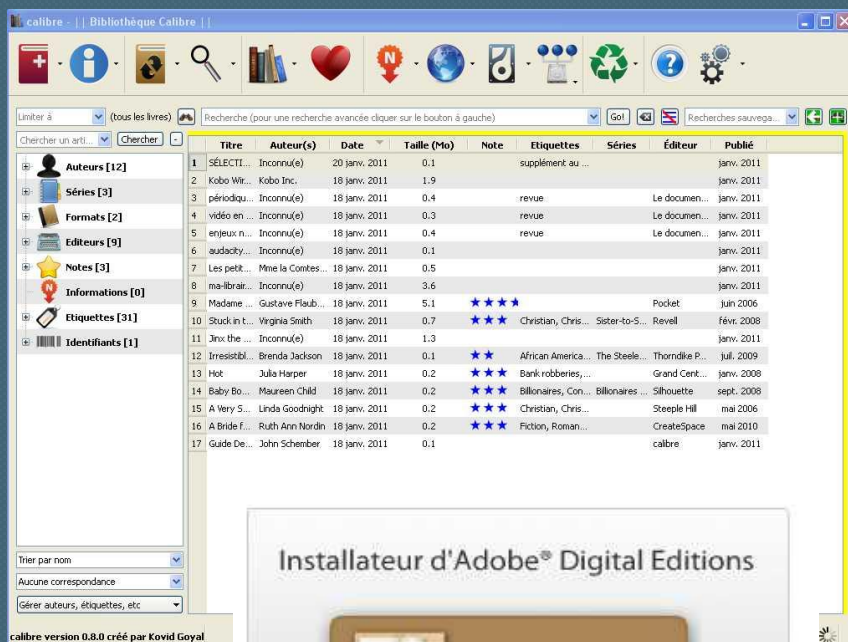 calibre - || Bibliothèque Calibre ||
Limiter à (tous les livres) Recherche (pour une recherche avancée cliquer sur le bouton à gauche) Go! Recherches sauvega...
Chercher un arti... Chercher -
Auteurs [12]
Séries [3]
Formats [2]
Editeurs [9]
Notes [3]
Informations [0]
Etiquettes [31]
Identifiants [1]
Trier par nom
Aucune correspondance
Gérer auteurs, étiquettes, etc
Titre Auteur(s) Date Taille (Mo) Note Etiquettes Séries Éditeur Publié
1 SÉLECTI... Inconnu(e) 20 janv. 2011 0.1 supplément au ... janv. 2011
2 Kobo Wir... Kobo Inc. 18 janv. 2011 1.9 janv. 2011
3 périodiqu... Inconnu(e) 18 janv. 2011 0.4 revue Le documen... janv. 2011
4 vidéo en ... Inconnu(e) 18 janv. 2011 0.3 revue Le documen... janv. 2011
5 enjeux n... Inconnu(e) 18 janv. 2011 0.4 revue Le documen... janv. 2011
6 audacity... Inconnu(e) 18 janv. 2011 0.1 janv. 2011
7 Les petit... Mme la Comtes... 18 janv. 2011 0.5 janv. 2011
8 ma-librair... Inconnu(e) 18 janv. 2011 3.6 janv. 2011
9 Madame ... Gustave Flaub... 18 janv. 2011 5.1 Pocket juin 2006
10 Stuck in t... Virginia Smith 18 janv. 2011 0.7 ★★★ Christian, Chris... Sister-to-S... Revell févr. 2008
11 Jinx the ... Inconnu(e) 18 janv. 2011 1.3 janv. 2011
12 Irresistibl... Brenda Jackson 18 janv. 2011 0.1 ★★ African America... The Steele... Thorndike P... juil. 2009
13 Hot Julia Harper 18 janv. 2011 0.2 ★★★ Bank robberies,... Grand Cent... janv. 2008
14 Baby Bo... Maureen Child 18 janv. 2011 0.2 ★★★ Billionaires, Con... Billionaires ... Silhouette sept. 2008
15 A Very S... Linda Goodnight 18 janv. 2011 0.2 ★★★ Christian, Chris... Steeple Hill mai 2006
16 A Bride f... Ruth Ann Nordin 18 janv. 2011 0.2 ★★★ Fiction, Roman... CreateSpace mai 2010
17 Guide De... John Schember 18 janv. 2011 0.1 calibre janv. 2011
Installateur d'Adobe® Digital Editions
calibre version 0.8.0 créé par Kovid Goyal